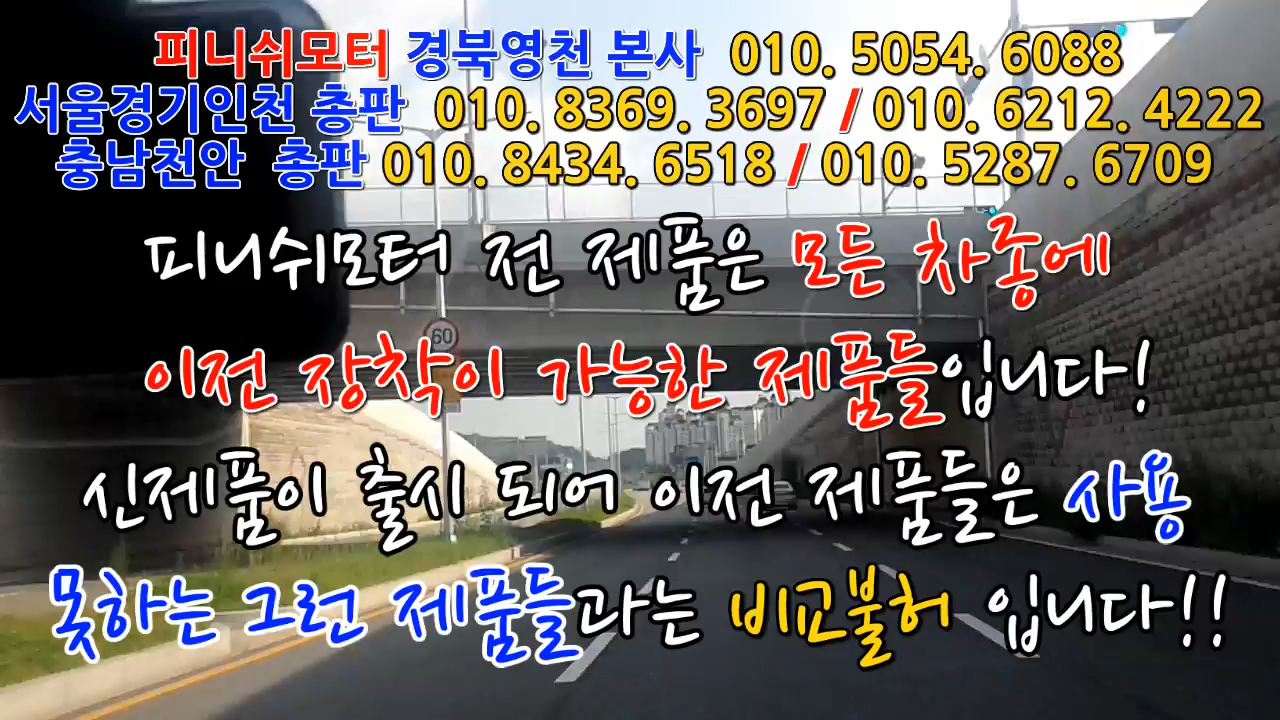 피니쉬모터 경북영천 본사 010. 5054. 6088
서울경기인천 총판 010. 8369. 3697 / 010. 6212. 4222
충남천안 총판 010. 8434. 6518 / 010. 5287. 6709
피니쉬모터 전 제품은 모든 차종에
60
이전 장착이 가능한 제품들입니다!
신제품이 출시 되어 이전 제품들은 사용
못하는 그런 제품들과는 비교불허 입니다!!